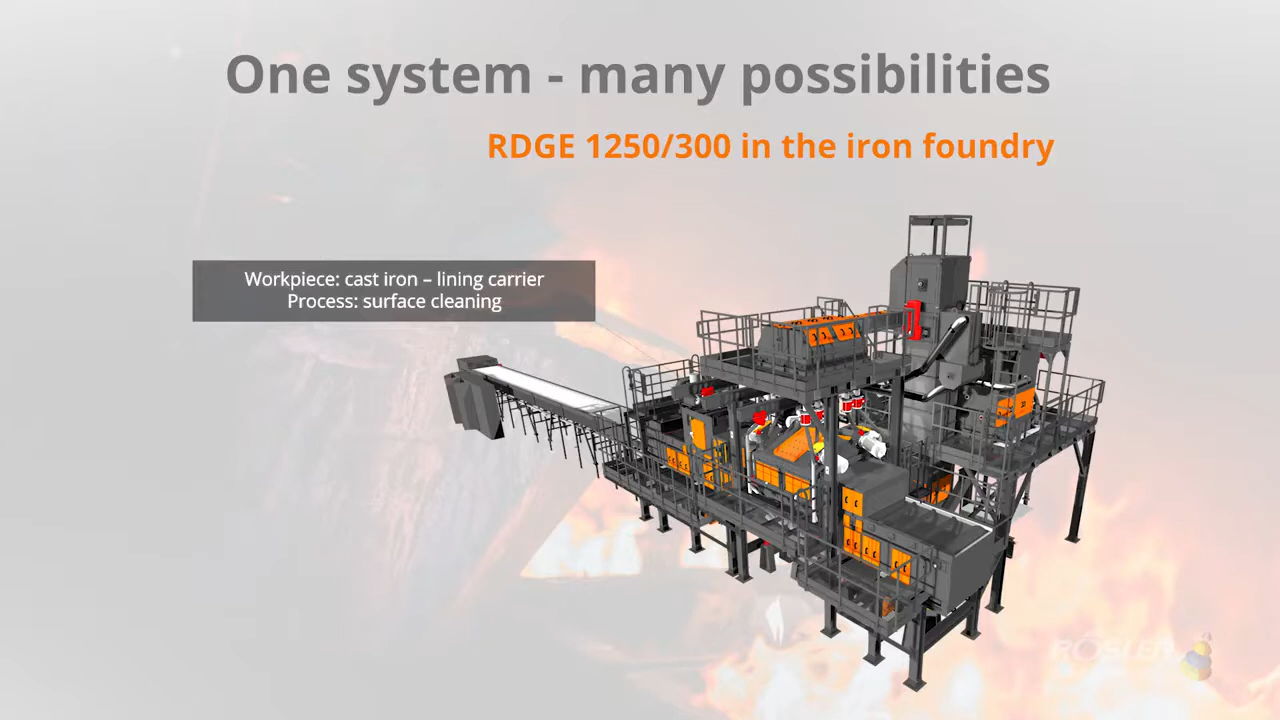 One system - many possibilities
RDGE 1250/300 in the iron foundry
Workpiece: cast iron – lining carrier
Process: surface cleaning
RÖSLER